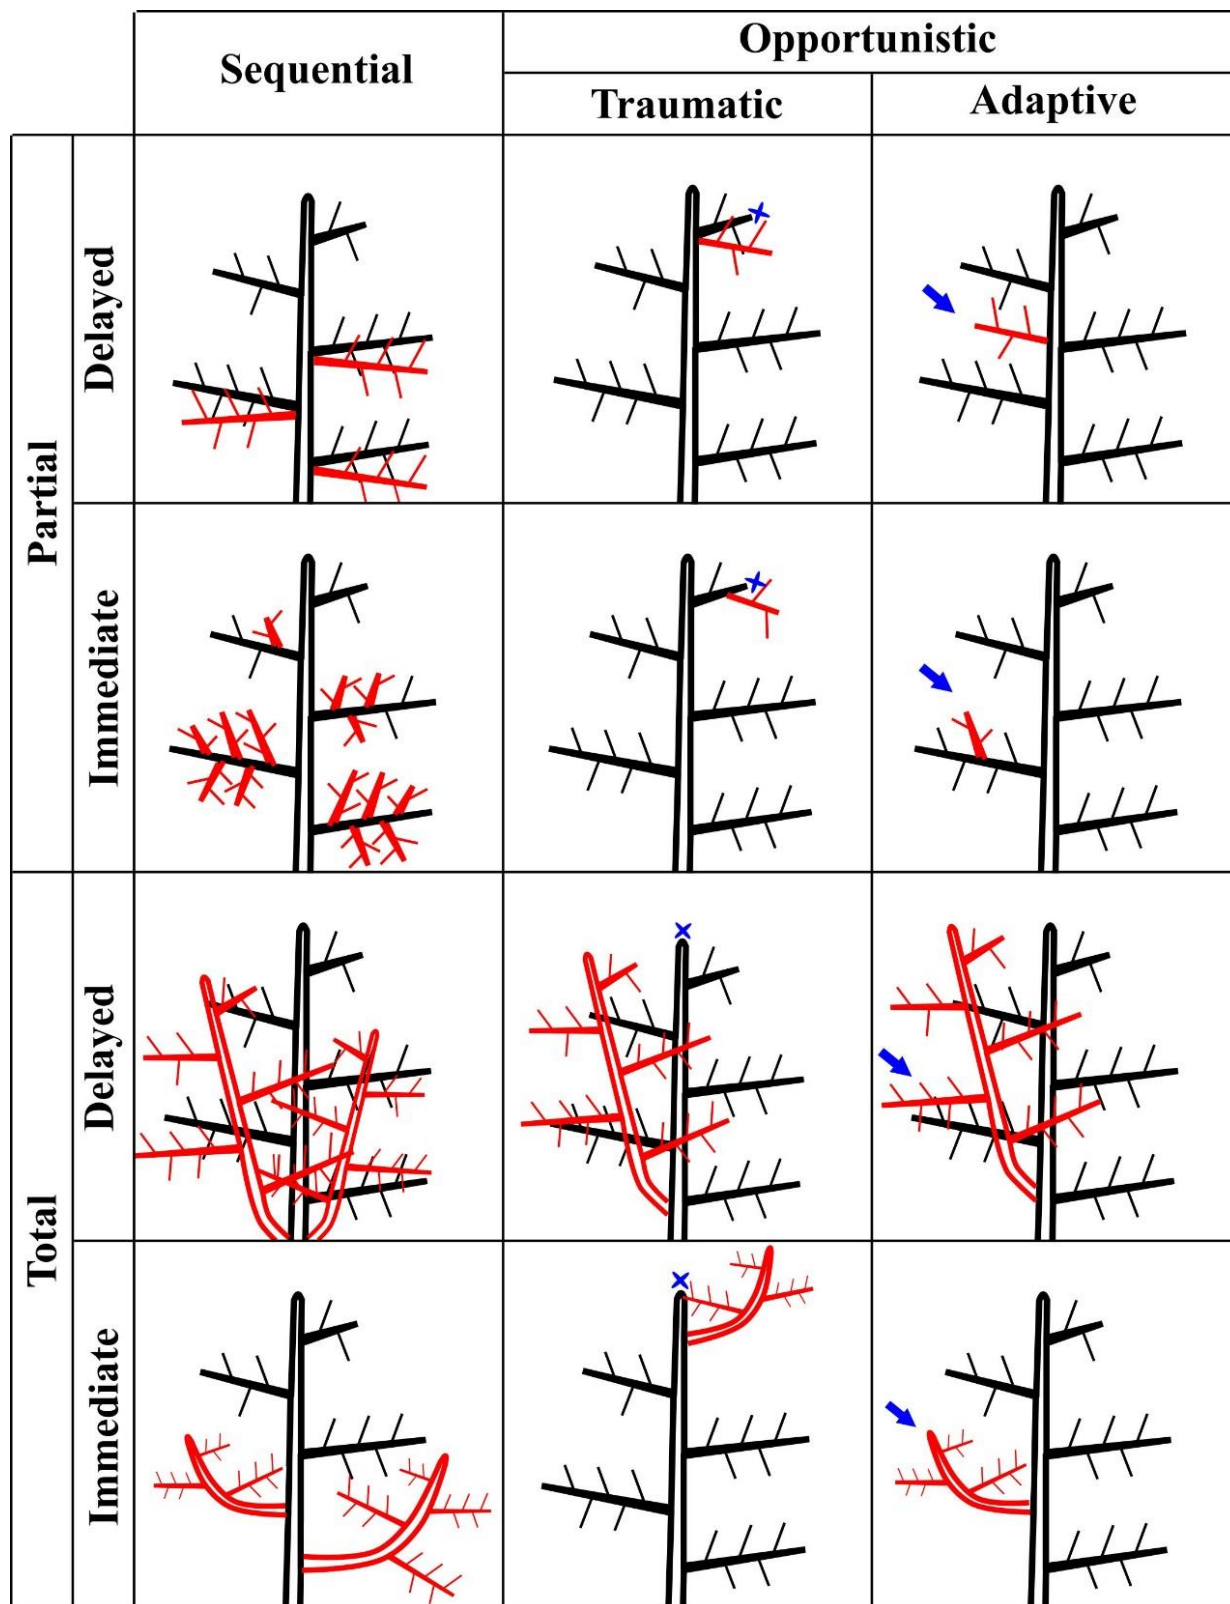 Sequential
Opportunistic
Traumatic
Adaptive
Partial
Delayed
Immediate
Total
Delayed
Immediate